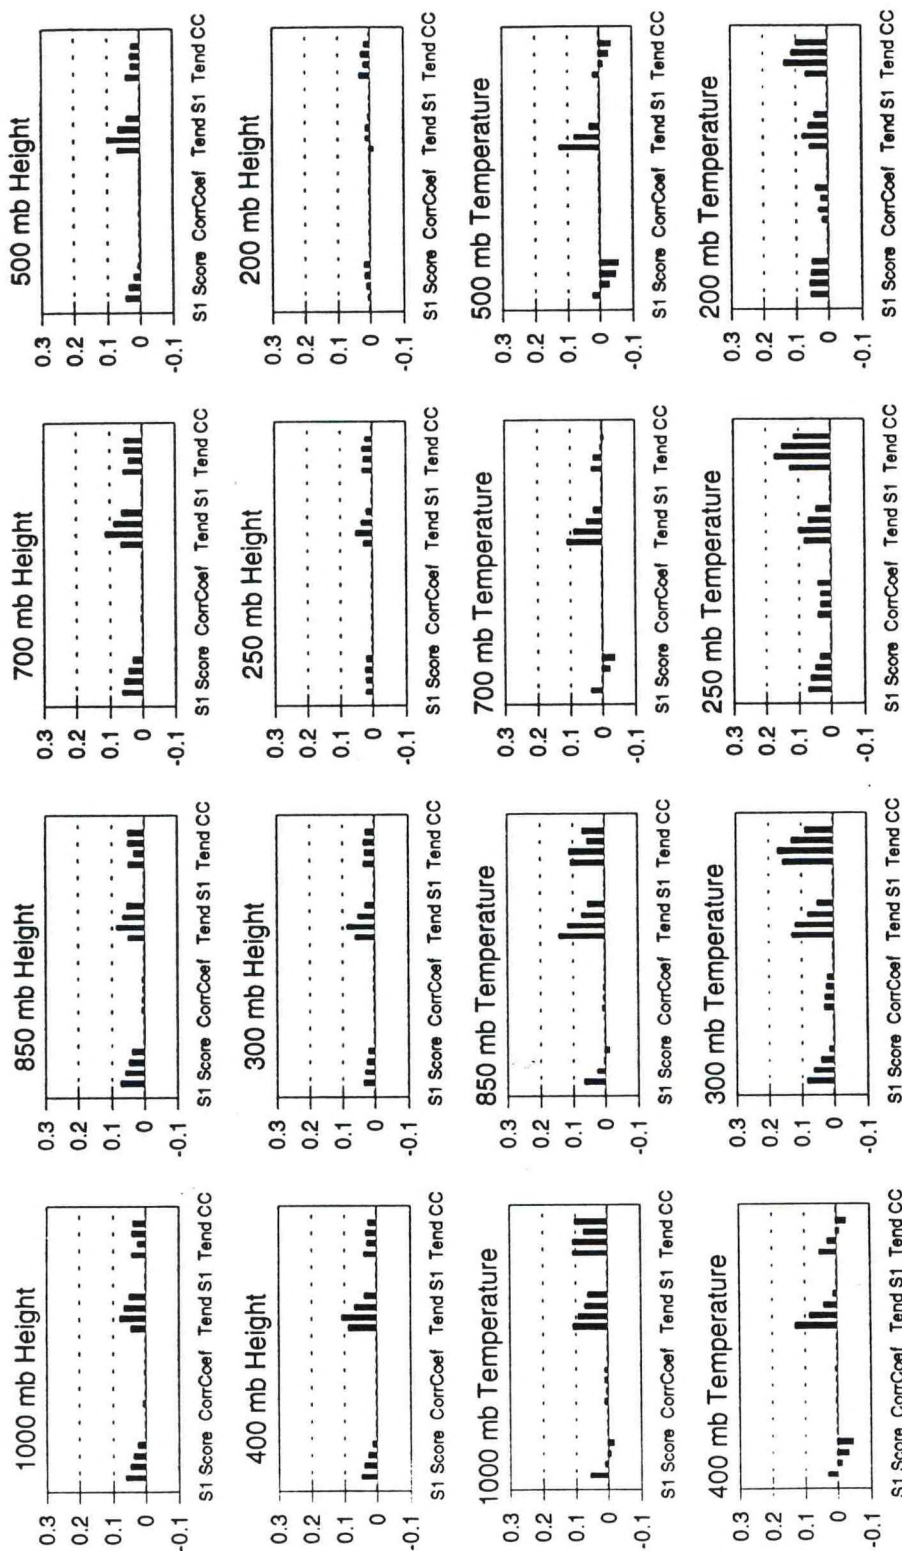 1000 mb Height
0.3
0.2
0.1
0
-0.1
S1 Score CorrCoef Tend S1 Tend CC
850 mb Height
0.3
0.2
0.1
0
-0.1
S1 Score CorrCoef Tend S1 Tend CC
700 mb Height
0.3
0.2
0.1
0
-0.1
S1 Score CorrCoef Tend S1 Tend CC
500 mb Height
0.3
0.2
0.1
0
-0.1
S1 Score CorrCoef Tend S1 Tend CC
400 mb Height
0.3
0.2
0.1
0
-0.1
S1 Score CorrCoef Tend S1 Tend CC
300 mb Height
0.3
0.2
0.1
0
-0.1
S1 Score CorrCoef Tend S1 Tend CC
250 mb Height
0.3
0.2
0.1
0
-0.1
S1 Score CorrCoef Tend S1 Tend CC
200 mb Height
0.3
0.2
0.1
0
-0.1
S1 Score CorrCoef Tend S1 Tend CC
1000 mb Temperature
0.3
0.2
0.1
0
-0.1
S1 Score CorrCoef Tend S1 Tend CC
850 mb Temperature
0.3
0.2
0.1
0
-0.1
S1 Score CorrCoef Tend S1 Tend CC
700 mb Temperature
0.3
0.2
0.1
0
-0.1
S1 Score CorrCoef Tend S1 Tend CC
500 mb Temperature
0.3
0.2
0.1
0
-0.1
S1 Score CorrCoef Tend S1 Tend CC
400 mb Temperature
0.3
0.2
0.1
0
-0.1
S1 Score CorrCoef Tend S1 Tend CC
300 mb Temperature
0.3
0.2
0.1
0
-0.1
S1 Score CorrCoef Tend S1 Tend CC
250 mb Temperature
0.3
0.2
0.1
0
-0.1
S1 Score CorrCoef Tend S1 Tend CC
200 mb Temperature
0.3
0.2
0.1
0
-0.1
S1 Score CorrCoef Tend S1 Tend CC